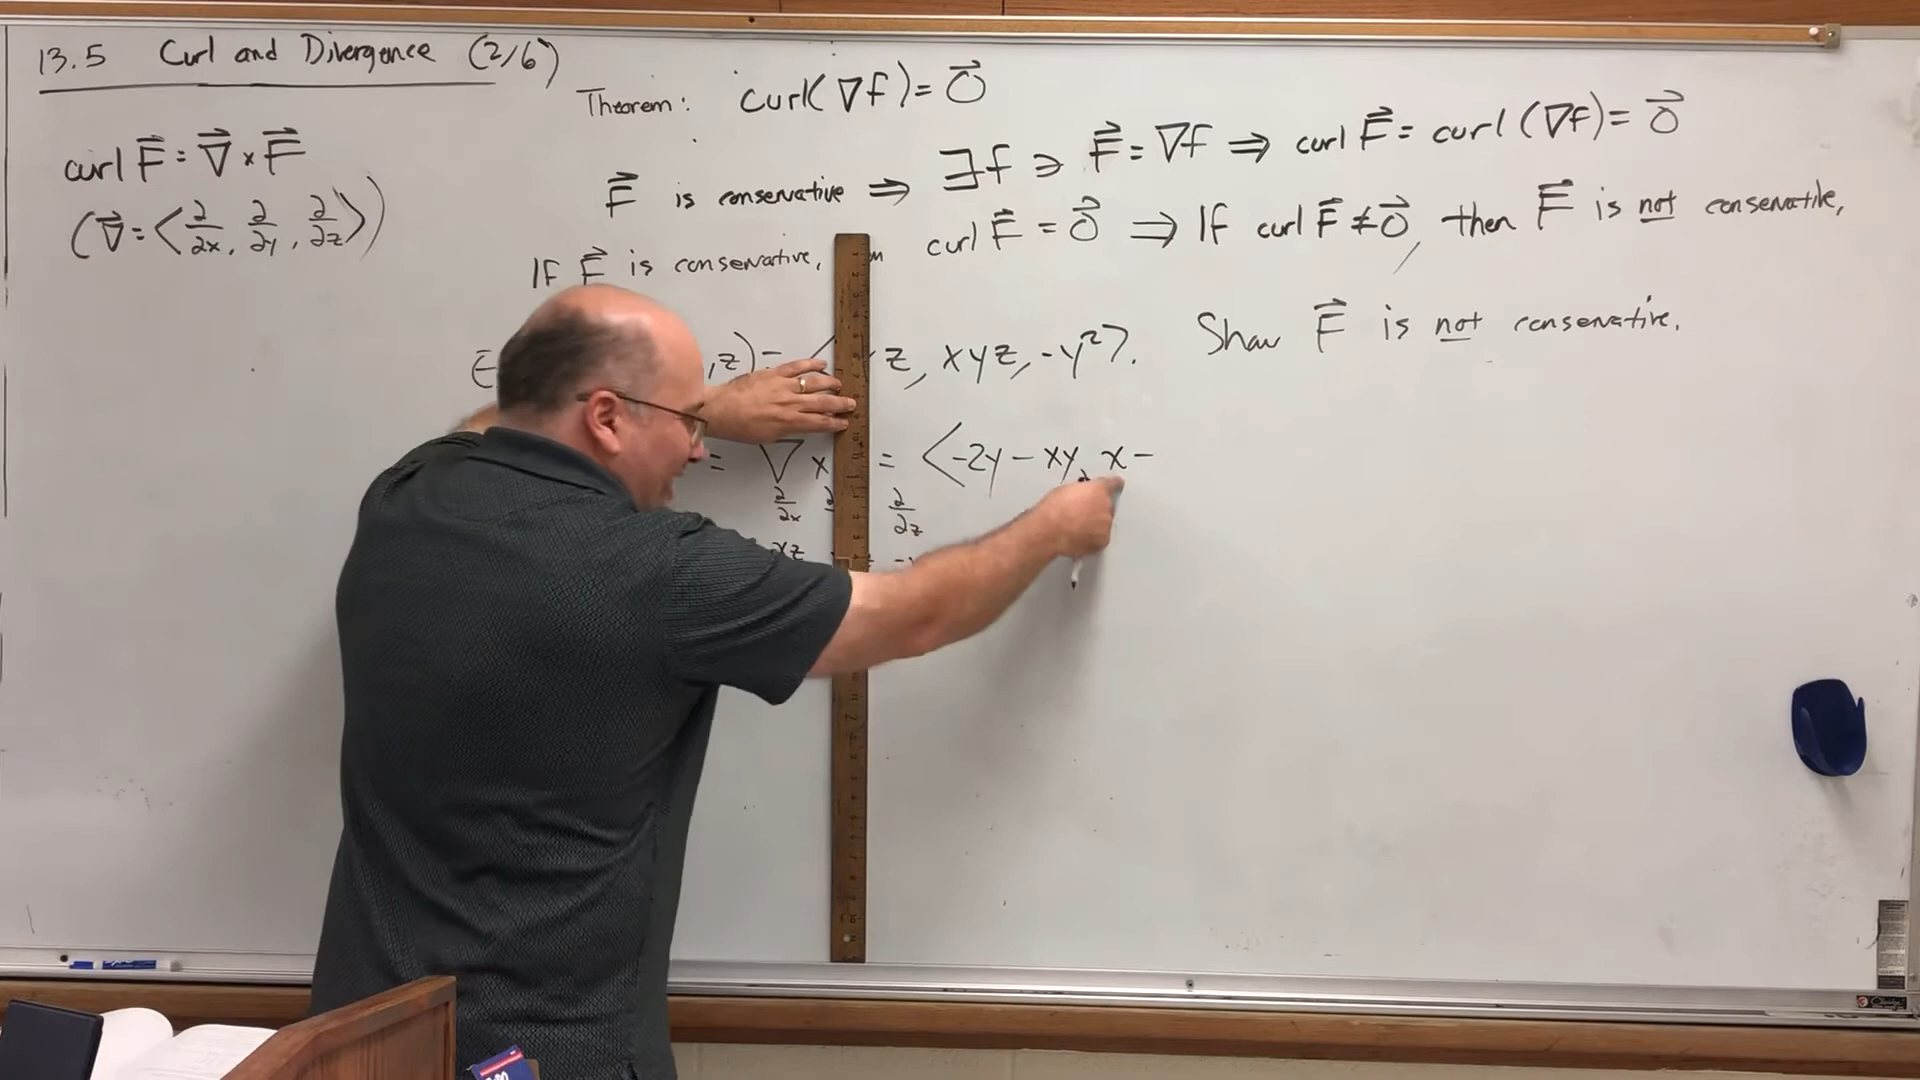 13.5 Curl and Divergence (2/6)
Theorem: curl(∇f) = 0⃗
curl F⃗ = ∇⃗ × F⃗
(∇⃗ = <∂/∂x, ∂/∂y, ∂/∂z>)
F⃗ is conservative ⇒ ∃f ∋ F⃗ = ∇f ⇒ curl F⃗ = curl (∇f) = 0⃗
If F⃗ is conservative, curl F⃗ = 0⃗ ⇒ If curl F⃗ ≠ 0⃗, then F⃗ is not conservative,
E ,z) = < z, xyz, -y²>. Show F⃗ is not conservative.
= ∇ × = <-2y - xy, x -
∂/∂x ∂/∂z
xz